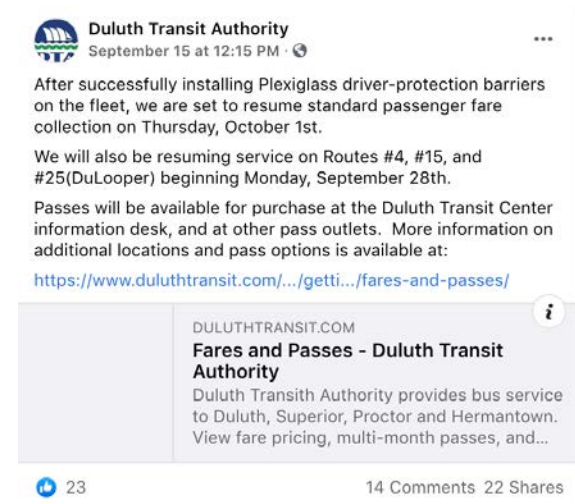 Duluth Transit Authority
September 15 at 12:15 PM ·
DTA
After successfully installing Plexiglass driver-protection barriers
on the fleet, we are set to resume standard passenger fare
collection on Thursday, October 1st.
We will also be resuming service on Routes #4, #15, and
#25(DuLooper) beginning Monday, September 28th.
Passes will be available for purchase at the Duluth Transit Center
information desk, and at other pass outlets. More information on
additional locations and pass options is available at:
https://www.duluthtransit.com/.../getti.../fares-and-passes/
i
DULUTHTRANSIT.COM
Fares and Passes - Duluth Transit
Authority
Duluth Transith Authority provides bus service
to Duluth, Superior, Proctor and Hermantown.
View fare pricing, multi-month passes, and...
23
14 Comments 22 Shares